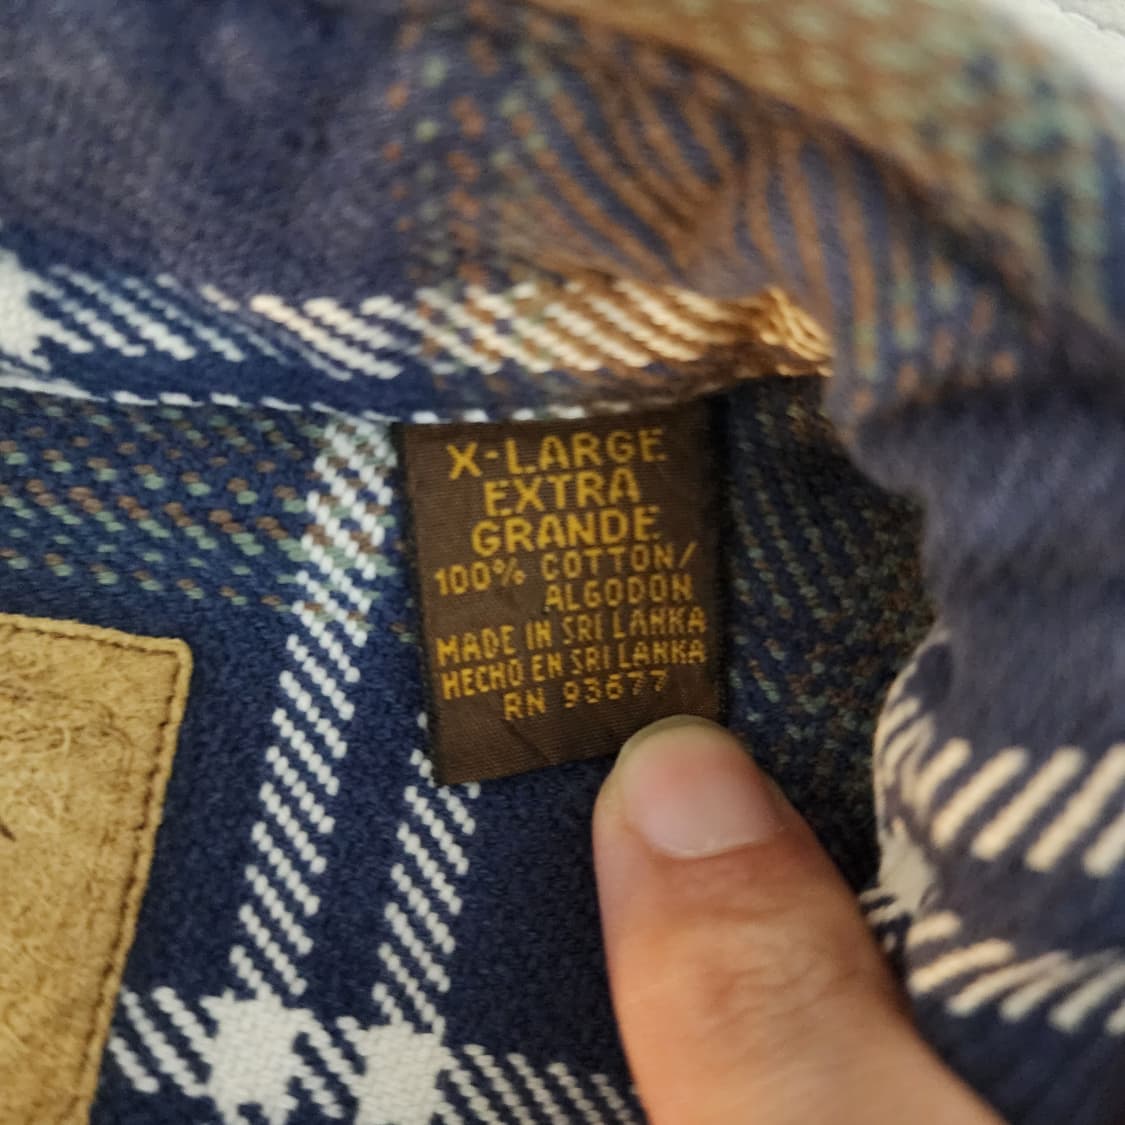 X-LARGE
EXTRA
GRANDE
100% COTTON/
ALGODON
MADE IN SRI LANKA
HECHO EN SRI LANKA
RN 93677